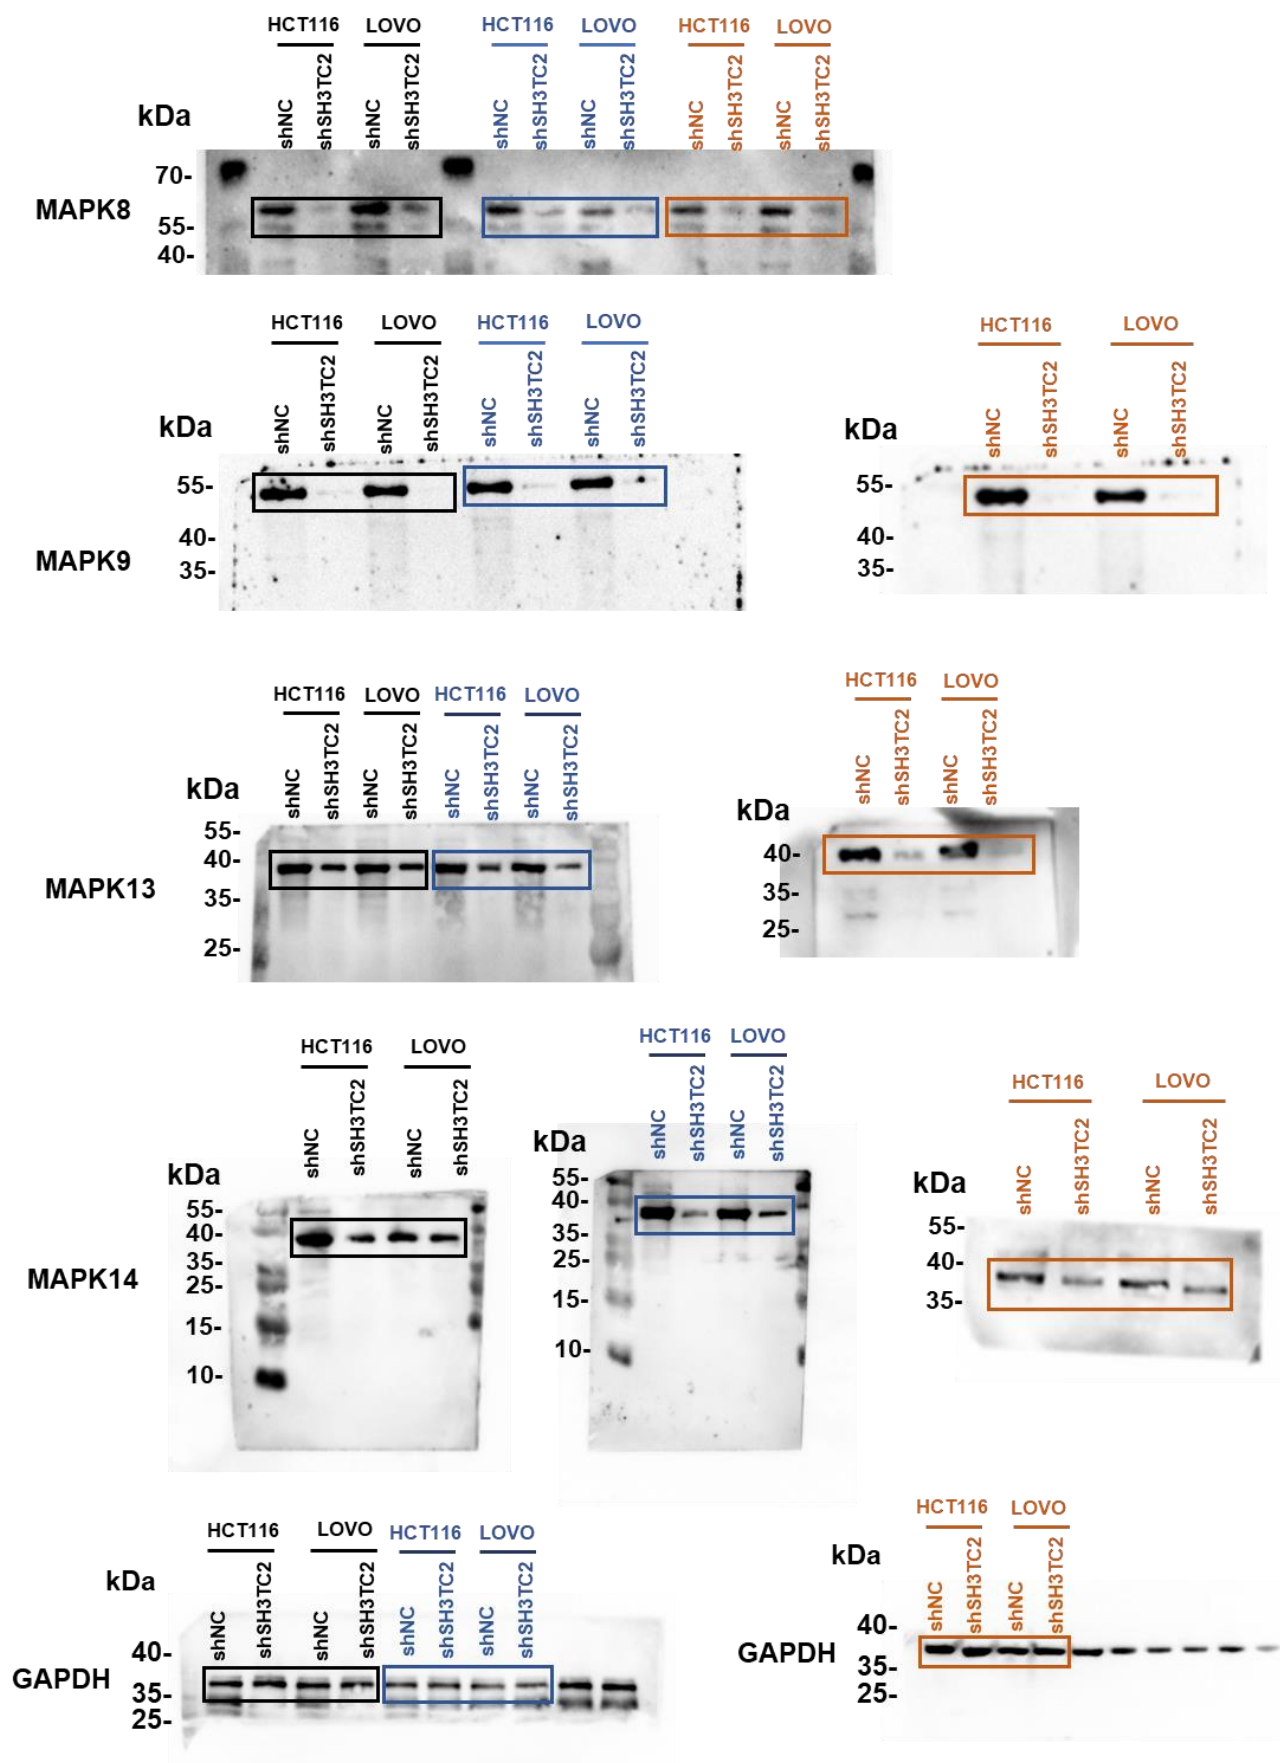 HCT116 LOVO HCT116 LOVO HCT116 LOVO
shNC shSH3TC2 shNC shSH3TC2 shNC shSH3TC2 shNC shSH3TC2 shNC shSH3TC2 shNC shSH3TC2
kDa
70-
MAPK8
55-
40-
HCT116 LOVO HCT116 LOVO HCT116 LOVO
shNC shSH3TC2 shNC shSH3TC2 shNC shSH3TC2 shNC shSH3TC2 shNC shSH3TC2 shNC shSH3TC2
kDa kDa
55- 55-
40- 40-
MAPK9
35- 35-
HCT116 LOVO HCT116 LOVO HCT116 LOVO
shNC shSH3TC2 shNC shSH3TC2 shNC shSH3TC2 shNC shSH3TC2 shNC shSH3TC2 shNC shSH3TC2
kDa kDa
55-
40- 40-
MAPK13
35- 35-
25- 25-
HCT116 LOVO HCT116 LOVO HCT116 LOVO
shNC shSH3TC2 shNC shSH3TC2 shNC shSH3TC2 shNC shSH3TC2 shNC shSH3TC2 shNC shSH3TC2
kDa kDa kDa
55- 55- 55-
40- 40- 40-
35- 35- 35-
MAPK14
25- 25-
15- 15-
10- 10-
HCT116 LOVO HCT116 LOVO HCT116 LOVO
shNC shSH3TC2 shNC shSH3TC2 shNC shSH3TC2 shNC shSH3TC2 shNC shSH3TC2 shNC shSH3TC2
kDa kDa
40- 40-
GAPDH GAPDH
35- 35-
25- 25-